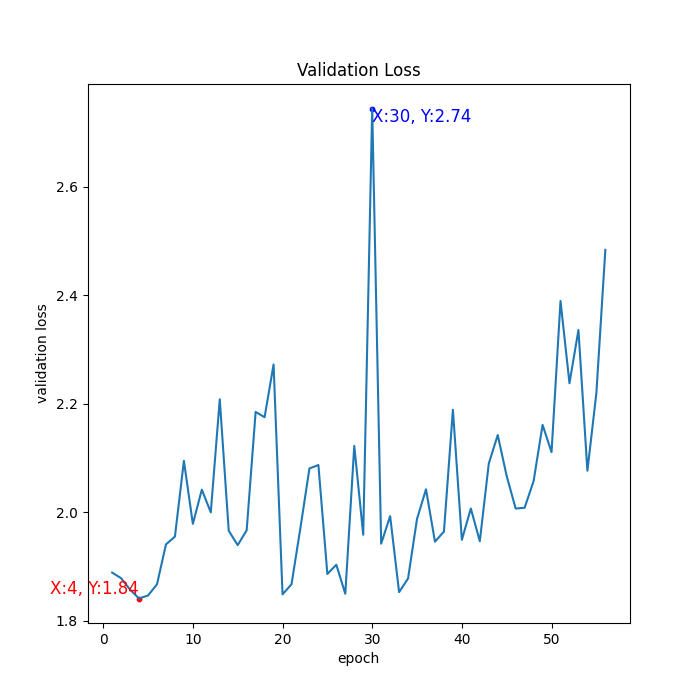 Validation Loss
X:30, Y:2.74
2.6
2.4
2.2
2.0
1.8
validation loss
X:4, Y:1.84
0 10 20 30 40 50
epoch